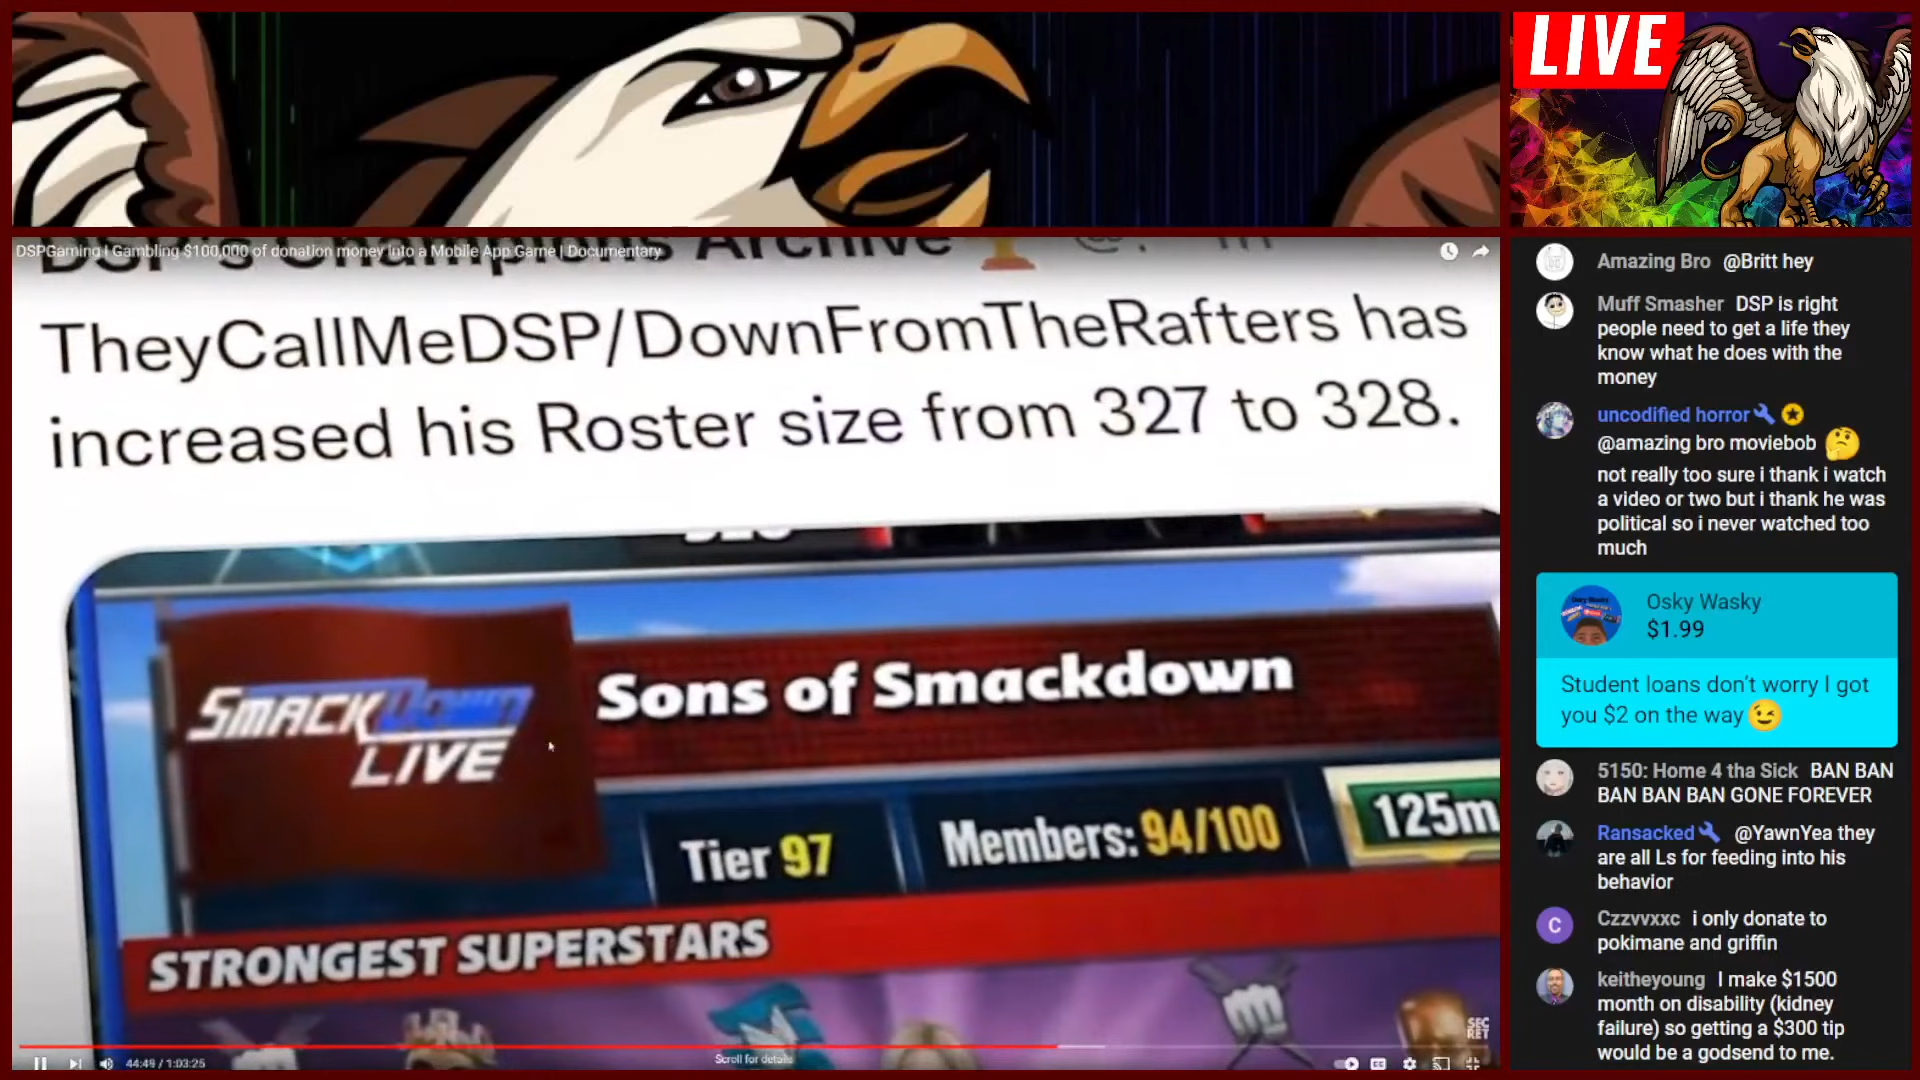 LIVE
DSP's Champions Archive
DSPGaming | Gambling $100,000 of donation money into a Mobile App Game | Documentary
TheyCallMeDSP/DownFromTheRafters has
increased his Roster size from 327 to 328.
SMACKDOWN
LIVE
Sons of Smackdown
Tier 97
Members: 94/100
125m
STRONGEST SUPERSTARS
SEC
RET
44:49 / 1:03:25
Scroll for details
Amazing Bro @Britt hey
Muff Smasher DSP is right
people need to get a life they
know what he does with the
money
uncodified horror
@amazing bro moviebob 🤔
not really too sure i thank i watch
a video or two but i thank he was
political so i never watched too
much
Osky Wasky
$1.99
Student loans don't worry I got
you $2 on the way 😉
5150: Home 4 tha Sick BAN BAN
BAN BAN BAN GONE FOREVER
Ransacked @YawnYea they
are all Ls for feeding into his
behavior
C
Czzvvxxc i only donate to
pokimane and griffin
keitheyoung I make $1500
month on disability (kidney
failure) so getting a $300 tip
would be a godsend to me.